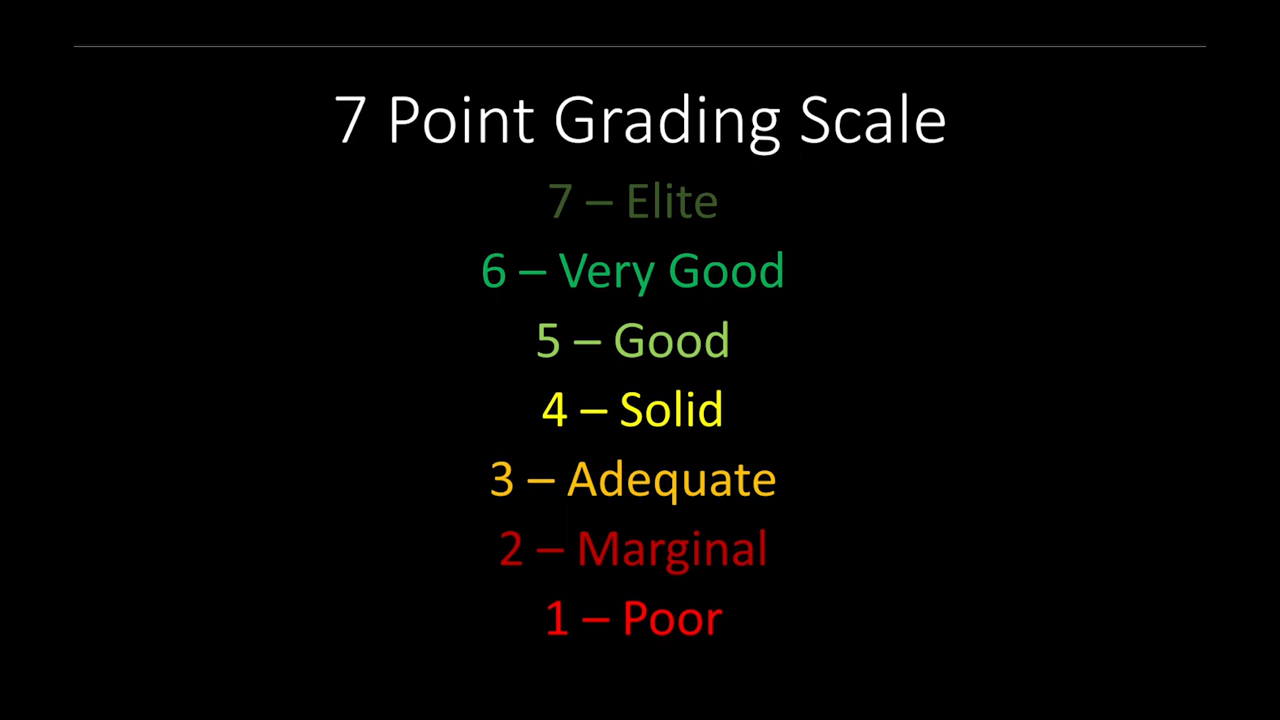 7 Point Grading Scale
7 – Elite
6 – Very Good
5 – Good
4 – Solid
3 – Adequate
2 – Marginal
1 – Poor